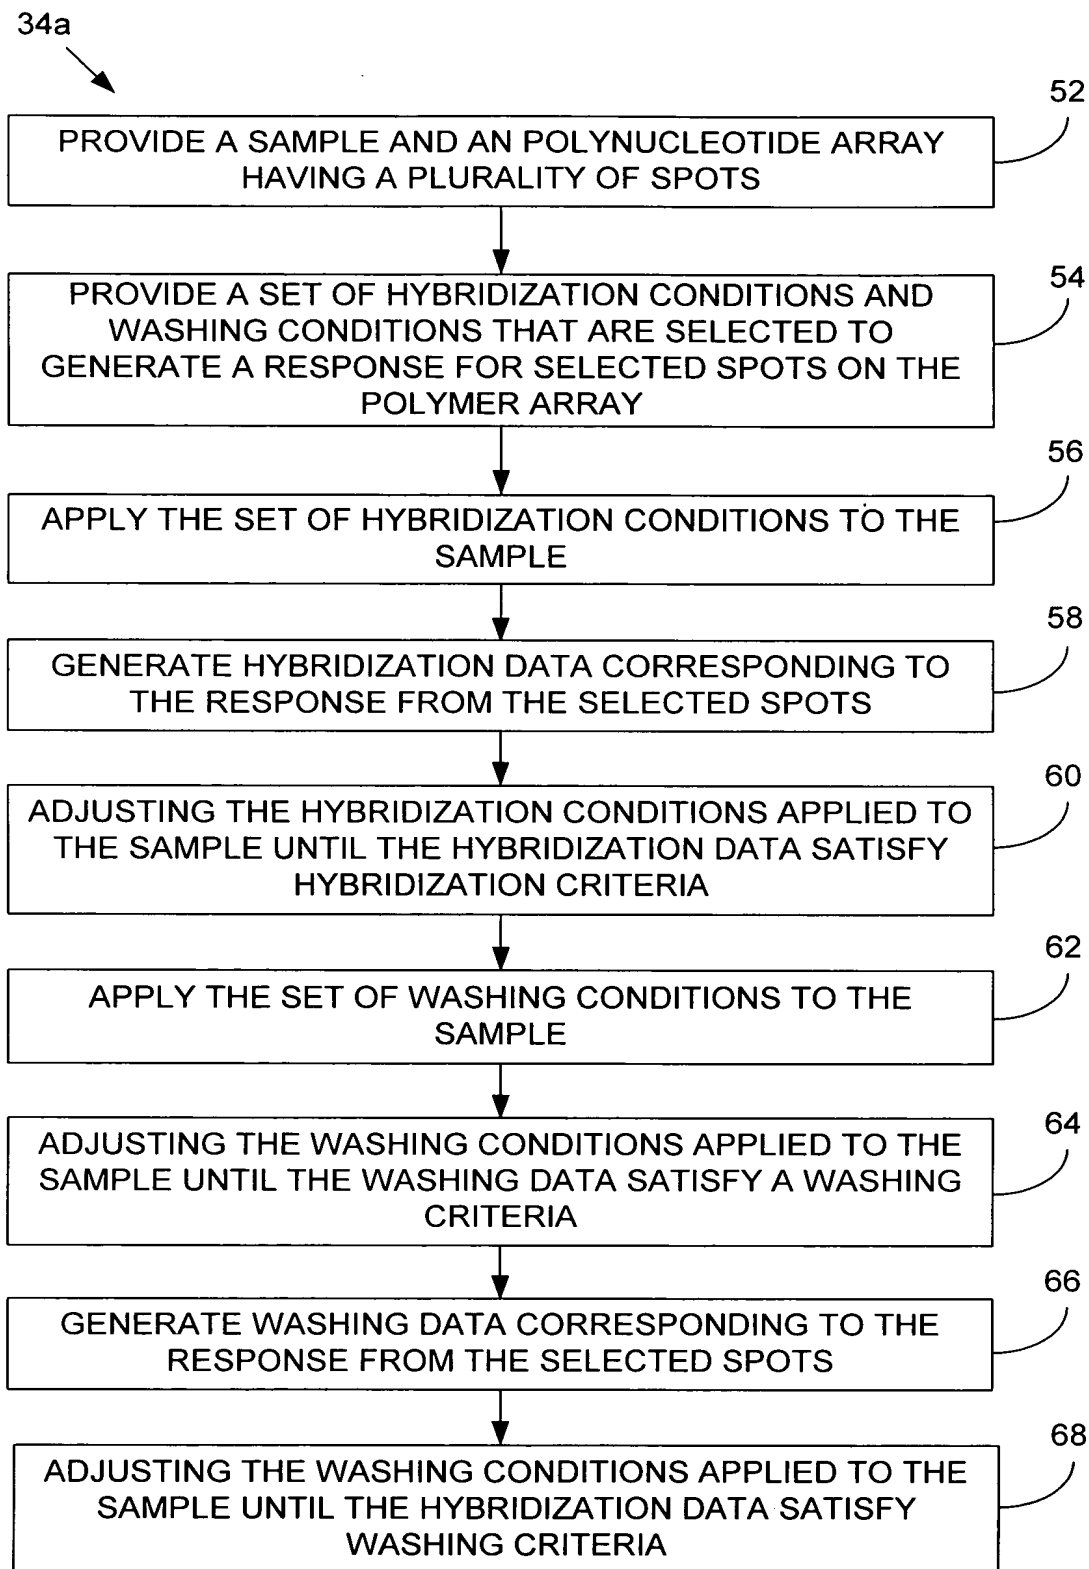 34a
52
PROVIDE A SAMPLE AND AN POLYNUCLEOTIDE ARRAY
HAVING A PLURALITY OF SPOTS
54
PROVIDE A SET OF HYBRIDIZATION CONDITIONS AND
WASHING CONDITIONS THAT ARE SELECTED TO
GENERATE A RESPONSE FOR SELECTED SPOTS ON THE
POLYMER ARRAY
56
APPLY THE SET OF HYBRIDIZATION CONDITIONS TO THE
SAMPLE
58
GENERATE HYBRIDIZATION DATA CORRESPONDING TO
THE RESPONSE FROM THE SELECTED SPOTS
60
ADJUSTING THE HYBRIDIZATION CONDITIONS APPLIED TO
THE SAMPLE UNTIL THE HYBRIDIZATION DATA SATISFY
HYBRIDIZATION CRITERIA
62
APPLY THE SET OF WASHING CONDITIONS TO THE
SAMPLE
64
ADJUSTING THE WASHING CONDITIONS APPLIED TO THE
SAMPLE UNTIL THE WASHING DATA SATISFY A WASHING
CRITERIA
66
GENERATE WASHING DATA CORRESPONDING TO THE
RESPONSE FROM THE SELECTED SPOTS
68
ADJUSTING THE WASHING CONDITIONS APPLIED TO THE
SAMPLE UNTIL THE HYBRIDIZATION DATA SATISFY
WASHING CRITERIA